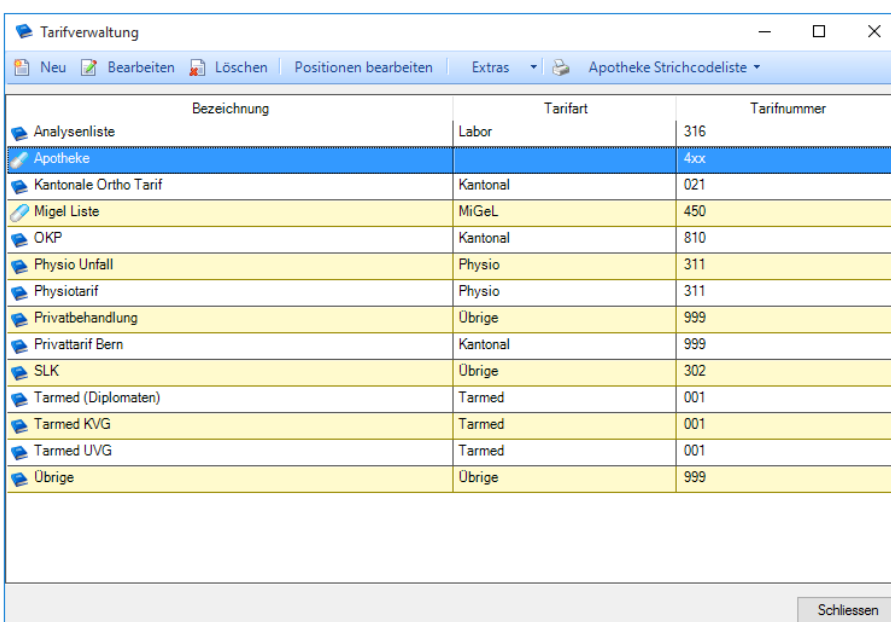 Tarifverwaltung
Neu Bearbeiten Löschen Positionen bearbeiten Extras Apotheke Strichcodeliste
Bezeichnung Tarifart Tarifnummer
Analysenliste Labor 316
Apotheke 4xx
Kantonale Ortho Tarif Kantonal 021
Migel Liste MiGeL 450
OKP Kantonal 810
Physio Unfall Physio 311
Physiotarif Physio 311
Privatbehandlung Übrige 999
Privattarif Bern Kantonal 999
SLK Übrige 302
Tarmed (Diplomaten) Tarmed 001
Tarmed KVG Tarmed 001
Tarmed UVG Tarmed 001
Übrige Übrige 999
Schliessen